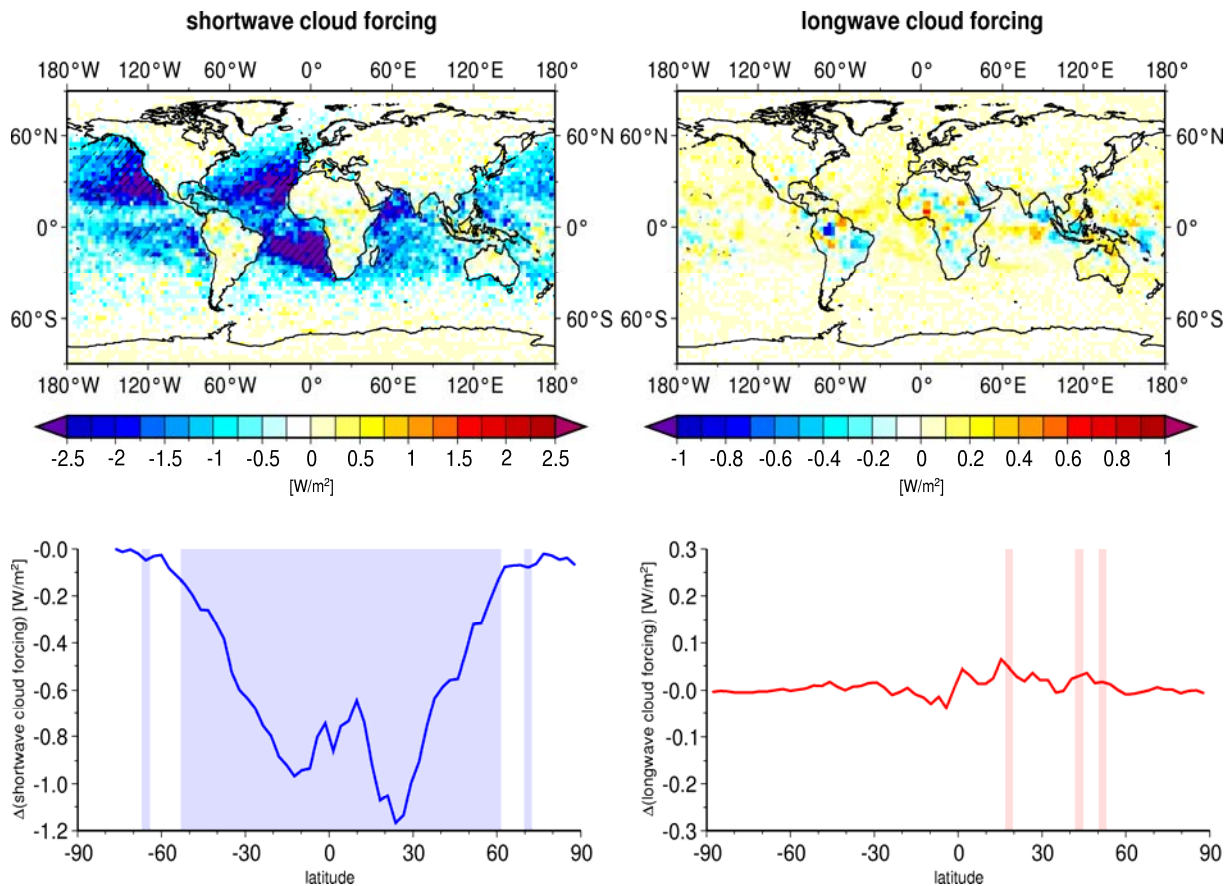 shortwave cloud forcing
longwave cloud forcing
180°W 120°W 60°W 0° 60°E 120°E 180°
180°W 120°W 60°W 0° 60°E 120°E 180°
60°N 60°N 60°N
0° 0° 0°
60°S 60°S 60°S
180°W 120°W 60°W 0° 60°E 120°E 180°
180°W 120°W 60°W 0° 60°E 120°E 180°
-2.5 -2 -1.5 -1 -0.5 0 0.5 1 1.5 2 2.5
[W/m²]
-1 -0.8 -0.6 -0.4 -0.2 0 0.2 0.4 0.6 0.8 1
[W/m²]
Δ(shortwave cloud forcing) [W/m²]
-0.0
-0.2
-0.4
-0.6
-0.8
-1.0
-1.2
-90 -60 -30 0 30 60 90
latitude
Δ(longwave cloud forcing) [W/m²]
0.3
0.2
0.1
-0.0
-0.1
-0.2
-0.3
-90 -60 -30 0 30 60 90
latitude